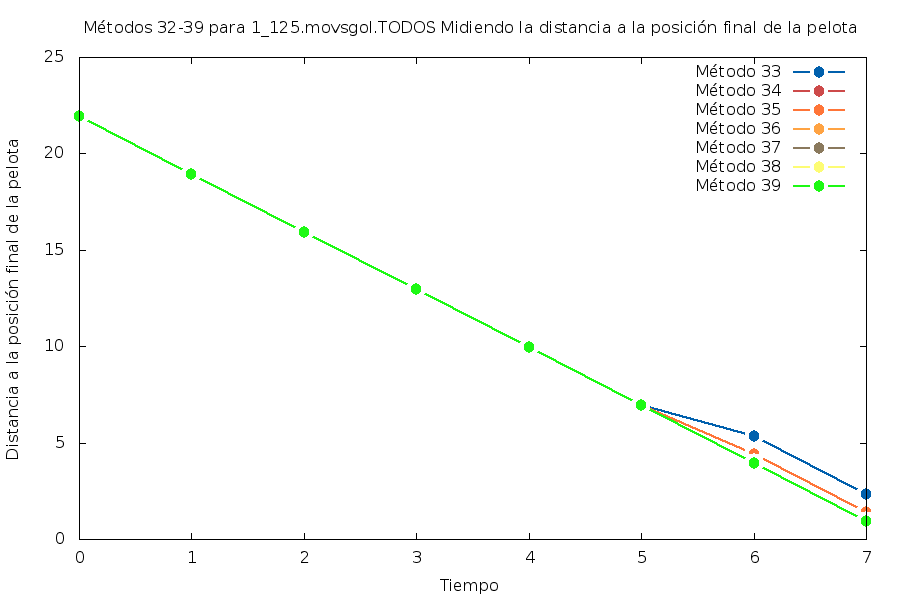 Métodos 32-39 para 1_125.movsgol.TODOS Midiendo la distancia a la posición final de la pelota
Distancia a la posición final de la pelota
25
20
15
10
5
0
Método 33
Método 34
Método 35
Método 36
Método 37
Método 38
Método 39
0 1 2 3 4 5 6 7
Tiempo